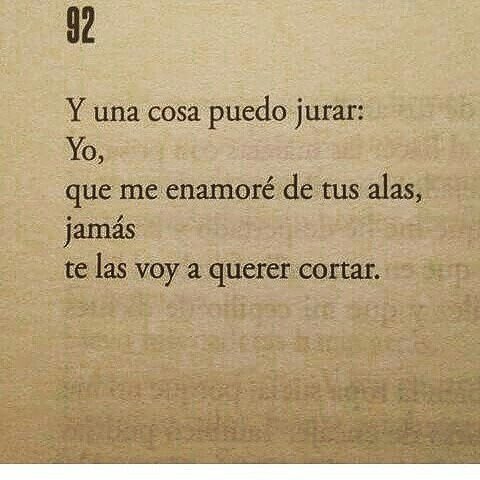 92
Y una cosa puedo jurar:
Yo,
que me enamoré de tus alas,
jamás
te las voy a querer cortar.